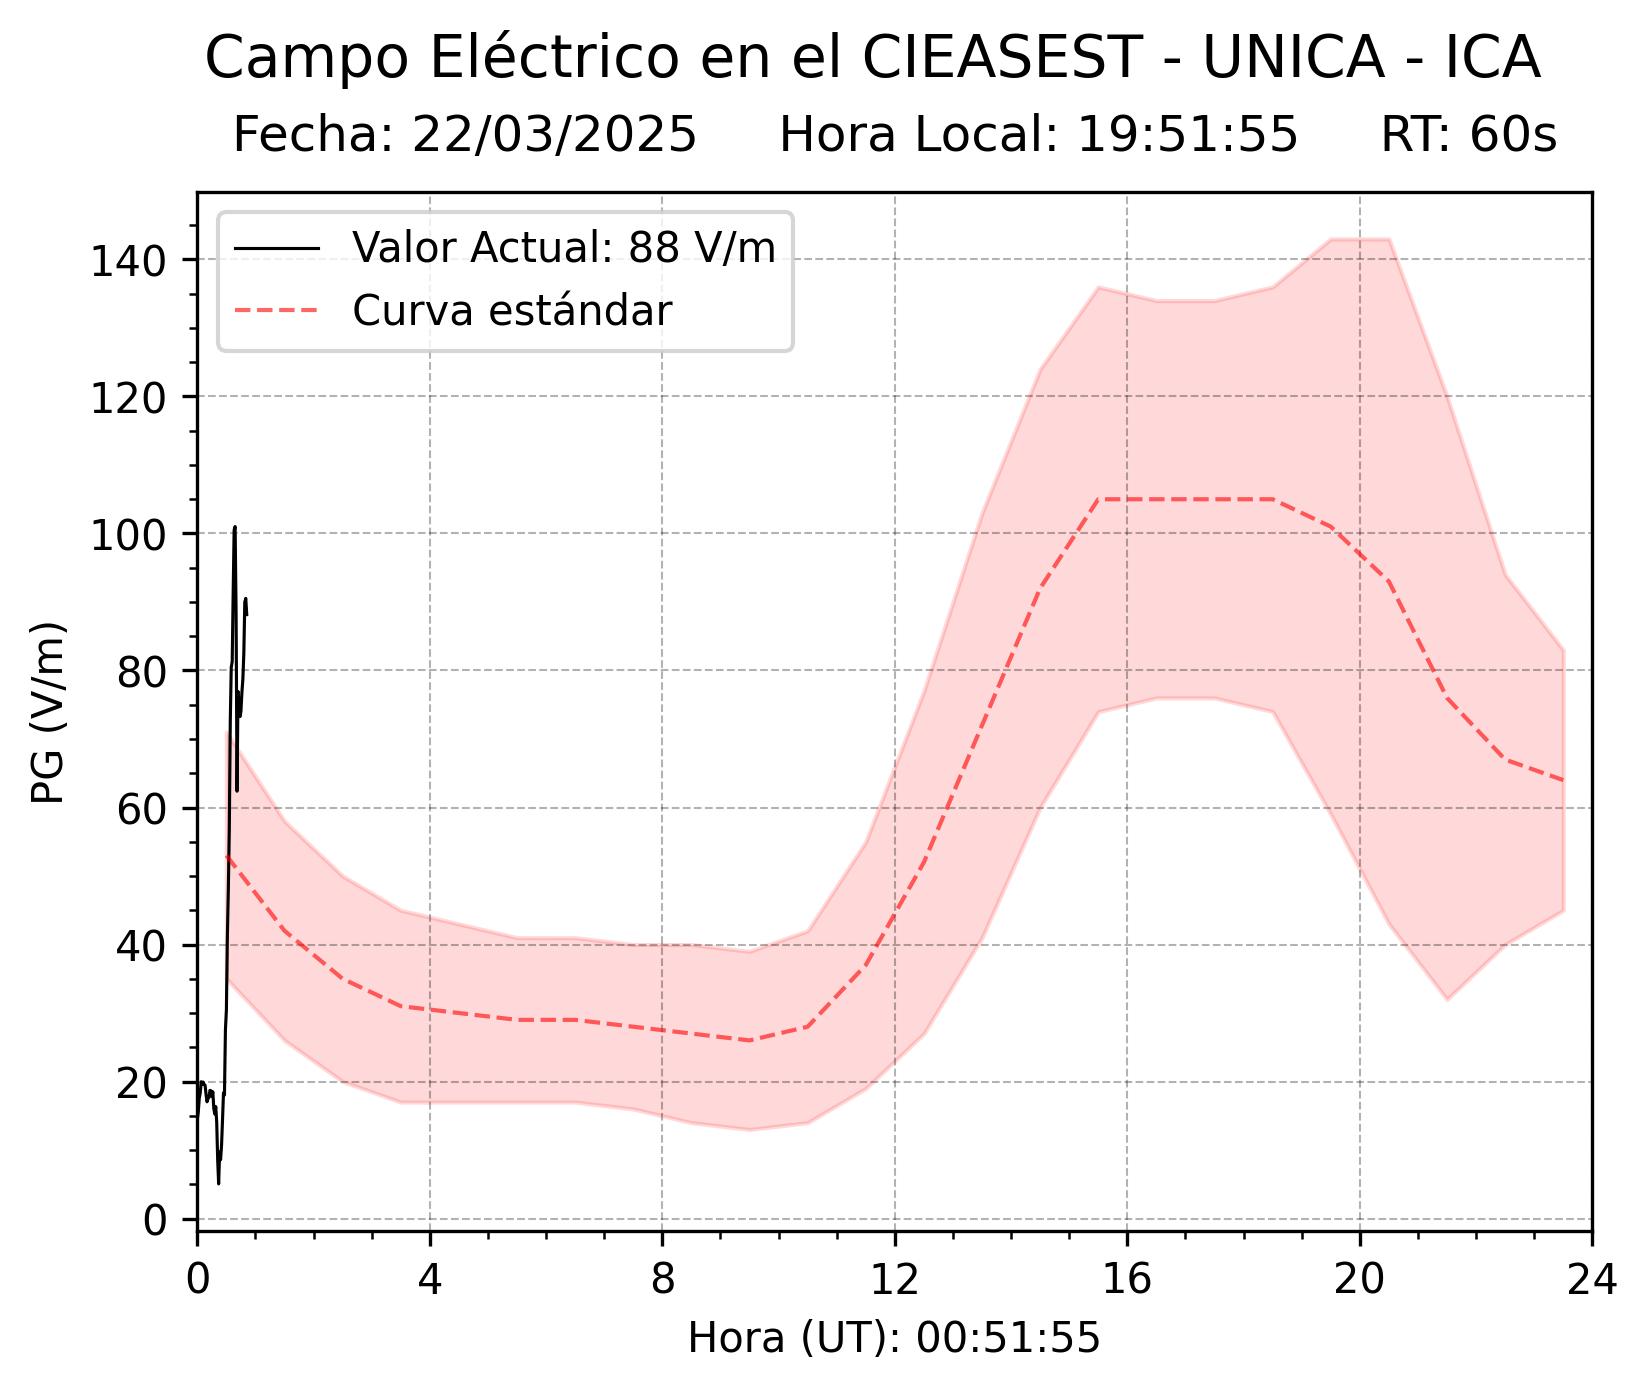 Campo Eléctrico en el CIEASEST - UNICA - ICA
Fecha: 22/03/2025 Hora Local: 19:51:55 RT: 60s
Valor Actual: 88 V/m
Curva estándar
PG (V/m)
140
120
100
80
60
40
20
0
0 4 8 12 16 20 24
Hora (UT): 00:51:55